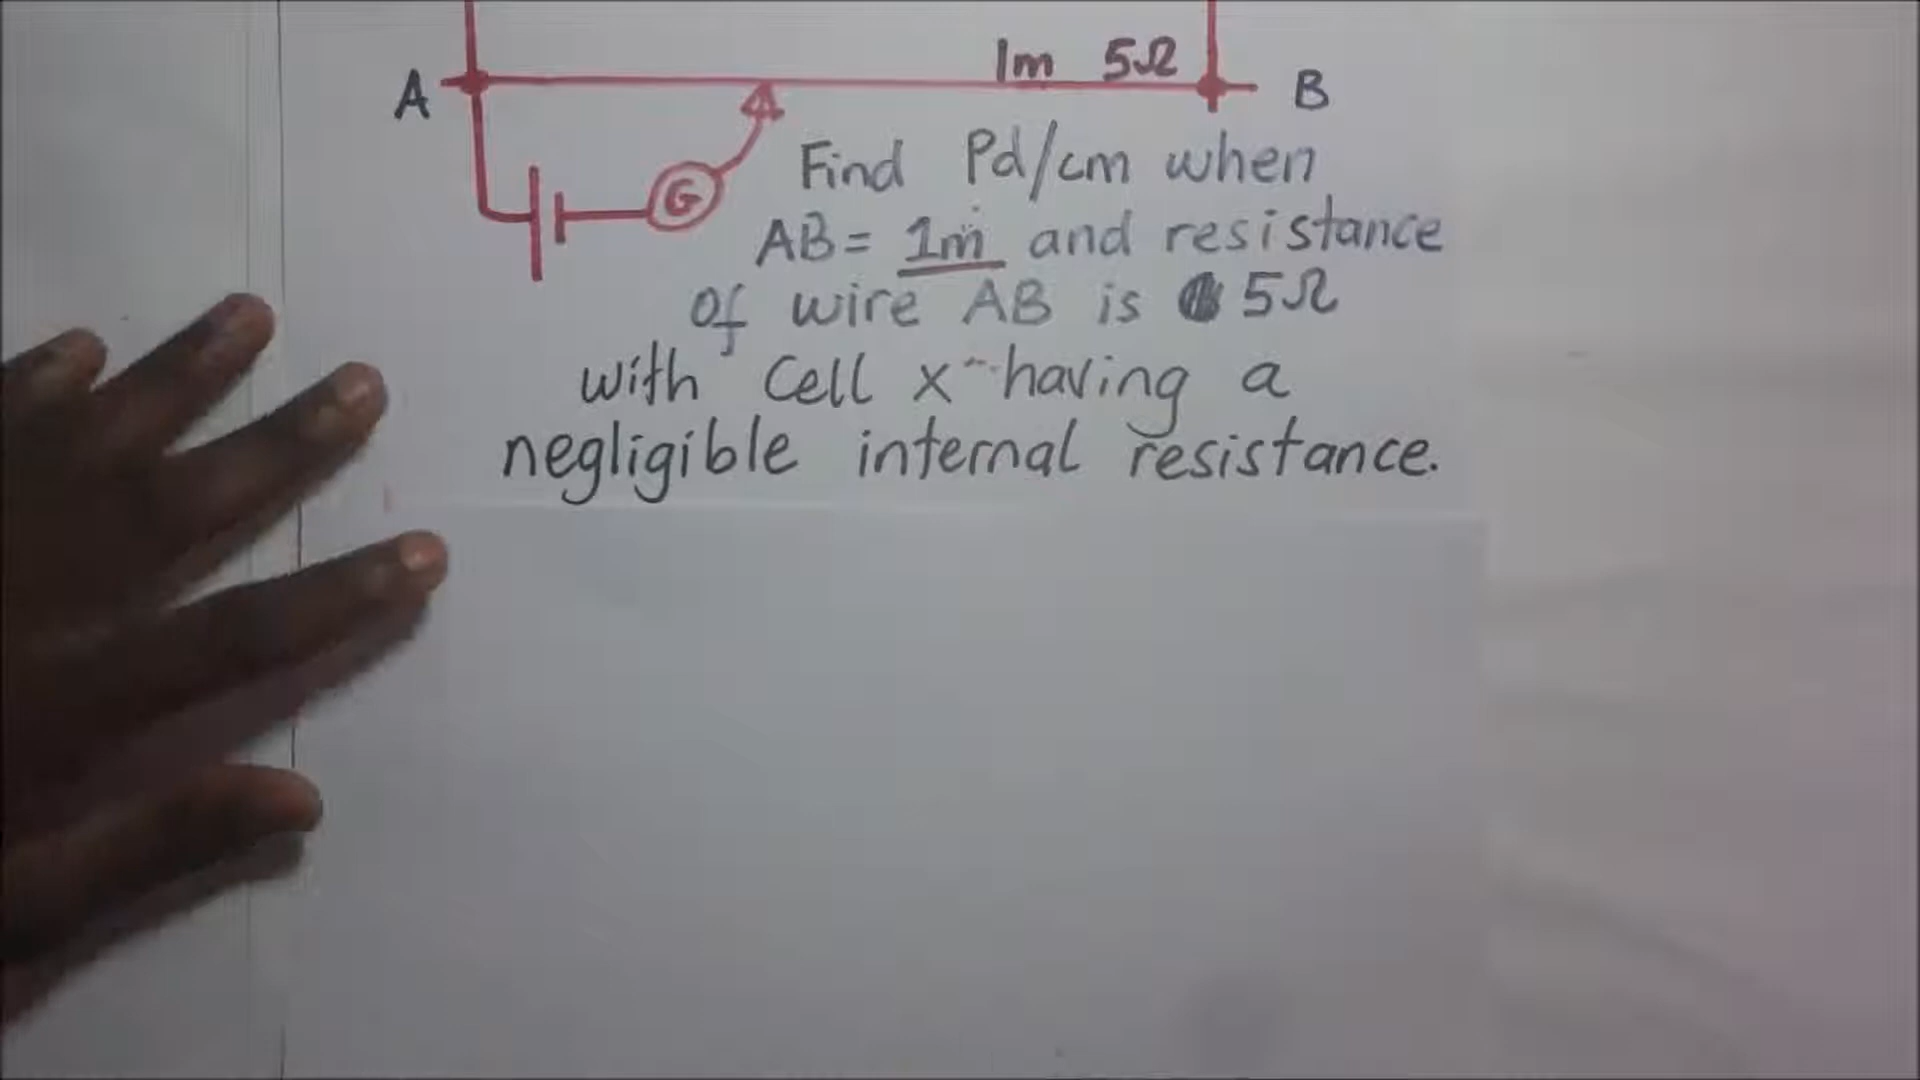 1m 5Ω
A B
G
Find Pd/cm when
AB= 1m and resistance
of wire AB is 5Ω
with Cell x having a
negligible internal resistance.